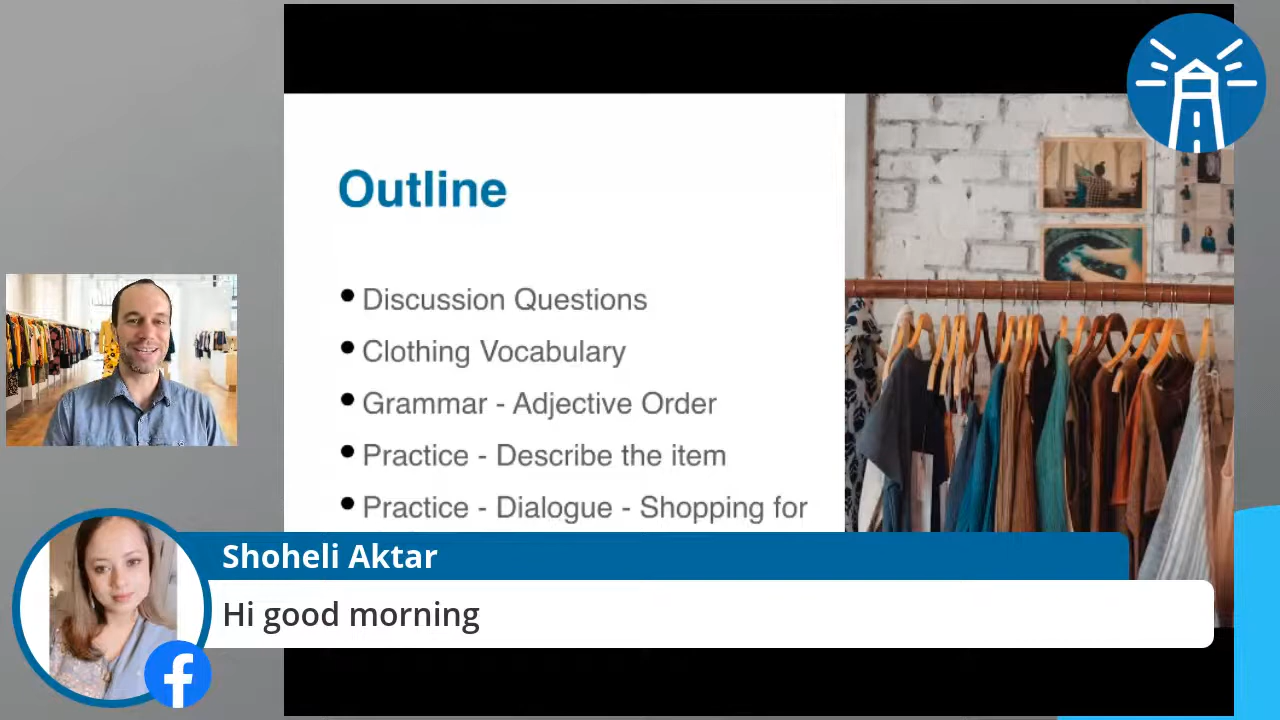 Outline
Discussion Questions
Clothing Vocabulary
Grammar - Adjective Order
Practice - Describe the item
Practice - Dialogue - Shopping for
Shoheli Aktar
Hi good morning